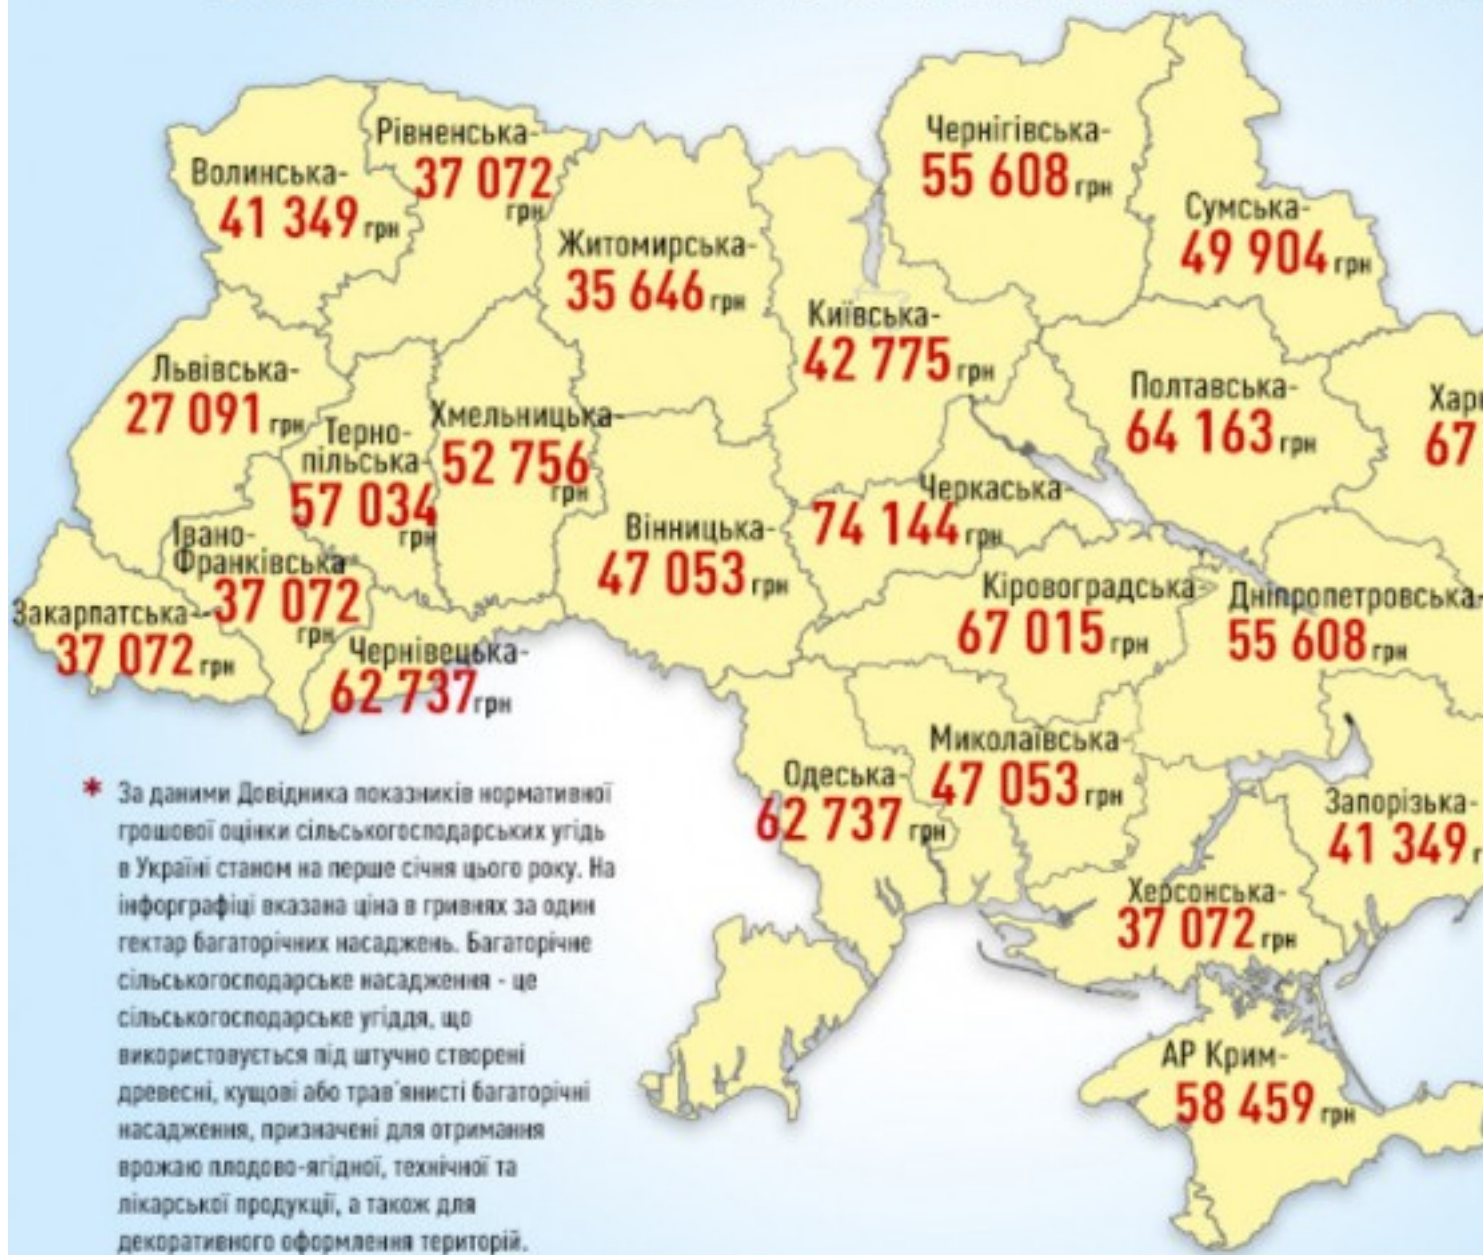 Рівненська-
37 072
грн
Волинська-
41 349 грн
Чернігівська-
55 608 грн
Сумська-
49 904 грн
Житомирська-
35 646 грн
Київська-
42 775 грн
Львівська-
27 091 грн
Терно-
пільська-
57 034
грн
Хмельницька-
52 756
грн
Полтавська-
64 163 грн
67
Черкаська-
74 144 грн
Вінницька-
47 053 грн
Івано-
Франківська-
37 072
грн
Закарпатська-
37 072 грн
Чернівецька-
62 737 грн
Кіровоградська-
67 015 грн
Дніпропетровська-
55 608 грн
Миколаївська-
47 053 грн
Одеська-
62 737 грн
Запорізька-
41 349
Херсонська-
37 072 грн
АР Крим-
58 459 грн
* За даними Довідника показників нормативної
грошової оцінки сільськогосподарських угідь
в Україні станом на перше січня цього року. На
інфорграфіці вказана ціна в гривнях за один
гектар багаторічних насаджень. Багаторічне
сільськогосподарське насадження - це
сільськогосподарське угіддя, що
використовується під штучно створені
древесні, кущові або трав'янисті багаторічні
насадження, призначені для отримання
врожаю плодово-ягідної, технічної та
лікарської продукції, а також для
декоративного оформлення територій.